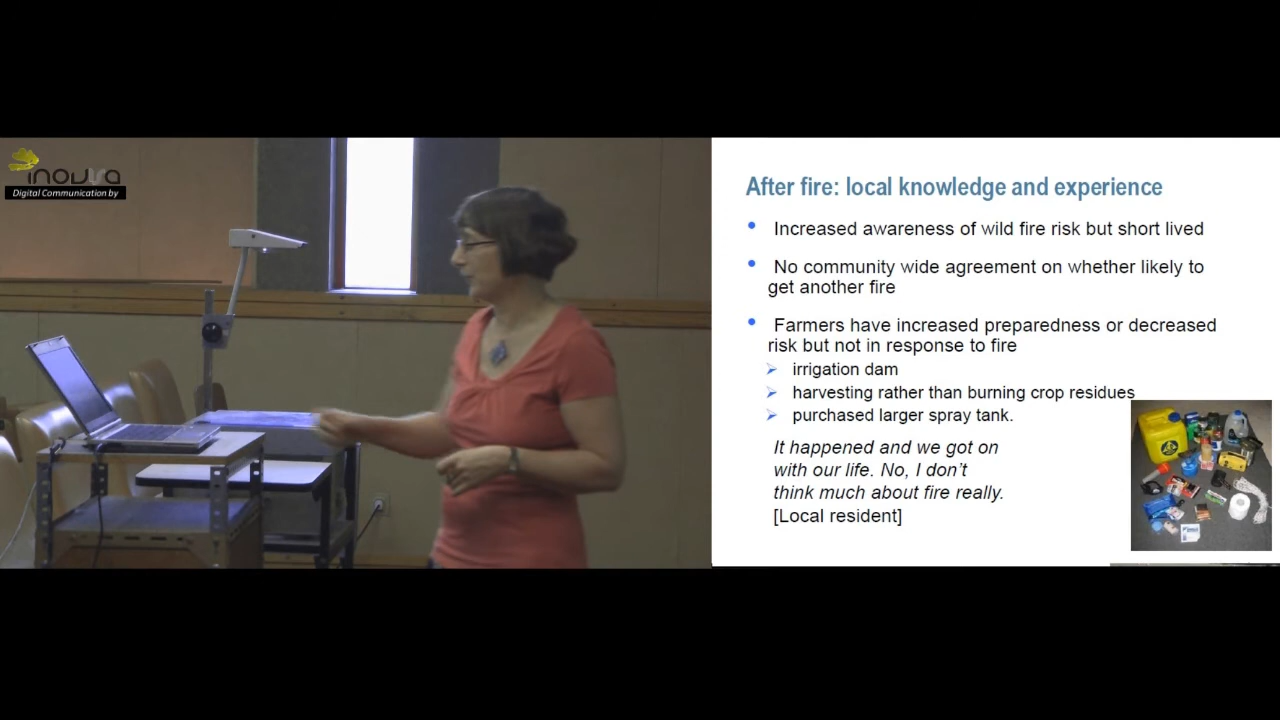 inovya
Digital Communication by
After fire: local knowledge and experience
• Increased awareness of wild fire risk but short lived
• No community wide agreement on whether likely to
get another fire
• Farmers have increased preparedness or decreased
risk but not in response to fire
➢ irrigation dam
➢ harvesting rather than burning crop residues
➢ purchased larger spray tank.
It happened and we got on
with our life. No, I don't
think much about fire really.
[Local resident]